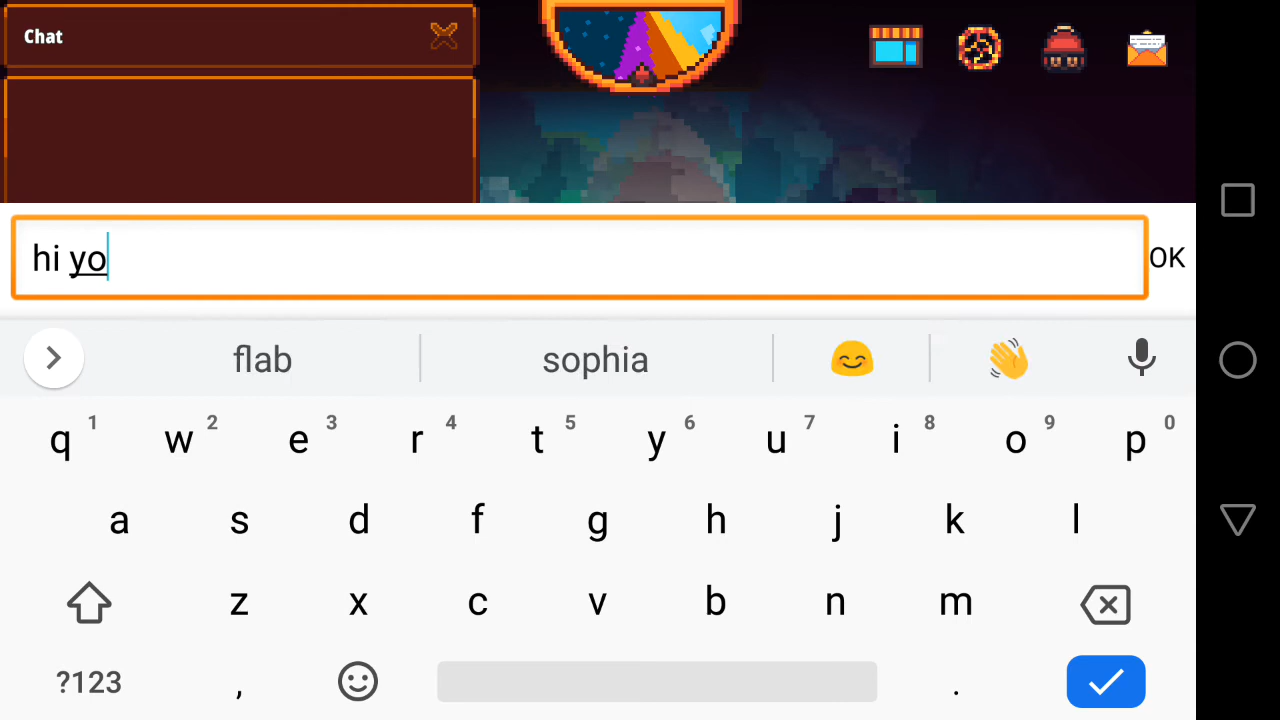 Chat
hi yo
OK
flab sophia
q 1 w 2 e 3 r 4 t 5 y 6 u 7 i 8 o 9 p 0
a s d f g h j k l
z x c v b n m
?123 , .